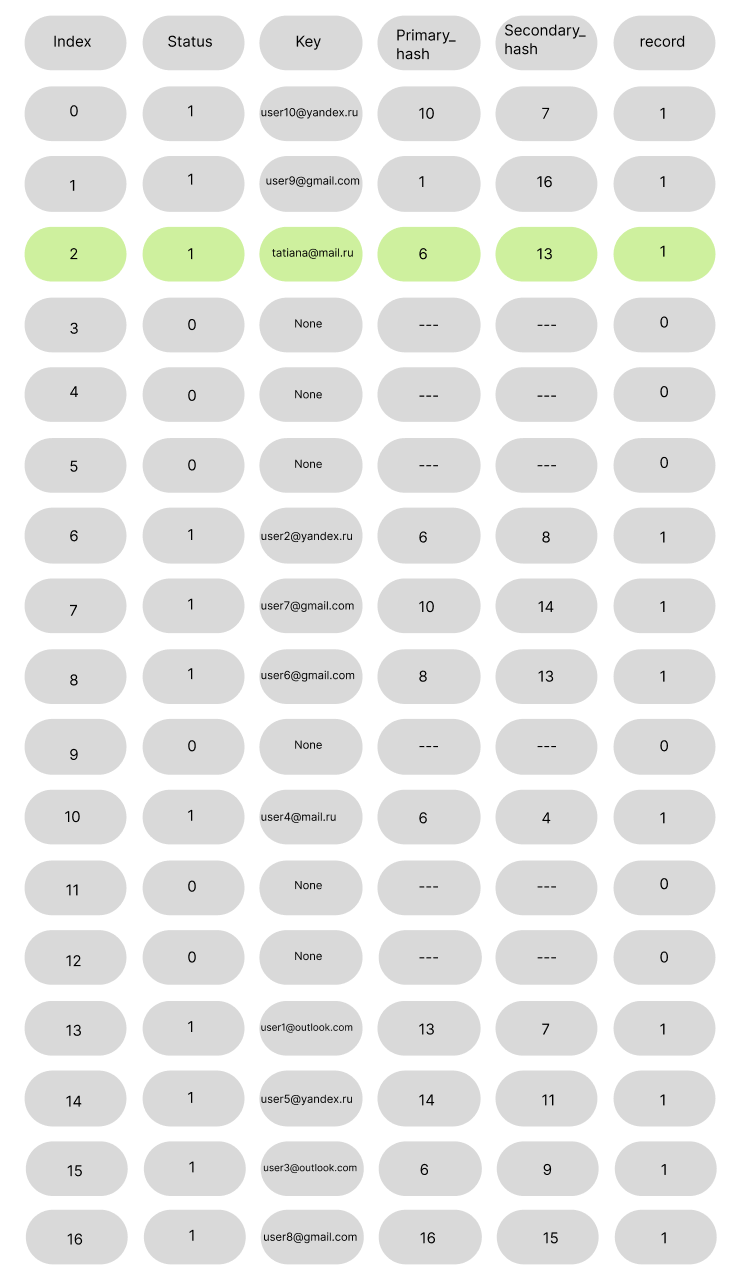 Index Status Key Primary_
hash Secondary_
hash record
0 1 user10@yandex.ru 10 7 1
1 1 user9@gmail.com 1 16 1
2 1 tatiana@mail.ru 6 13 1
3 0 None --- --- 0
4 0 None --- --- 0
5 0 None --- --- 0
6 1 user2@yandex.ru 6 8 1
7 1 user7@gmail.com 10 14 1
8 1 user6@gmail.com 8 13 1
9 0 None --- --- 0
10 1 user4@mail.ru 6 4 1
11 0 None --- --- 0
12 0 None --- --- 0
13 1 user1@outlook.com 13 7 1
14 1 user5@yandex.ru 14 11 1
15 1 user3@outlook.com 6 9 1
16 1 user8@gmail.com 16 15 1